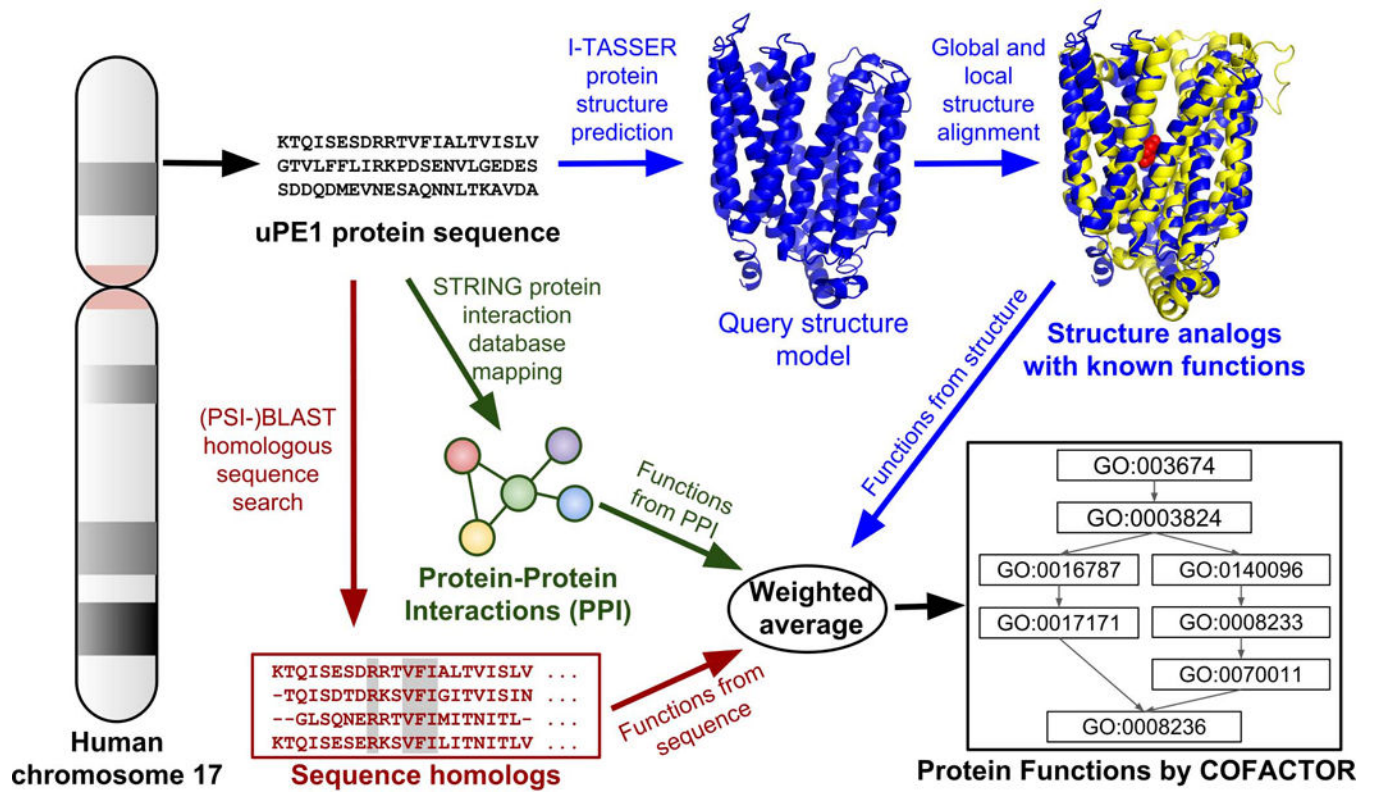 I-TASSER
protein
structure
prediction
Global and
local
structure
alignment
KTQISESDRRTVFIALTVISLV
GTVLFFLIRKPDSENVLGEDES
SDDQDMEVNESAQNNLTKAVDA
uPE1 protein sequence
STRING protein
interaction
database
mapping
Query structure
model
Structure analogs
with known functions
(PSI-)BLAST
homologous
sequence
search
Functions from structure
Functions
from PPI
Protein-Protein
Interactions (PPI)
Weighted
average
GO:003674
GO:0003824
GO:0016787
GO:0140096
GO:0017171
GO:0008233
GO:0070011
GO:0008236
KTQISESDRRTVFIALTVISLV ...
-TQISDTDRKSVFIGITVISIN ...
--GLSQNERRTVFIMITNITL- ...
KTQISESERKSVFILITNITLV ...
Functions from
sequence
Human
chromosome 17
Sequence homologs
Protein Functions by COFACTOR